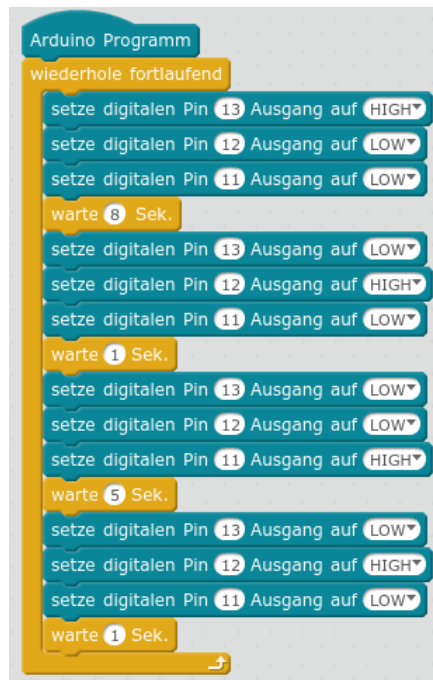 Arduino Programm
wiederhole fortlaufend
setze digitalen Pin 13 Ausgang auf HIGH
setze digitalen Pin 12 Ausgang auf LOW
setze digitalen Pin 11 Ausgang auf LOW
warte 8 Sek.
setze digitalen Pin 13 Ausgang auf LOW
setze digitalen Pin 12 Ausgang auf HIGH
setze digitalen Pin 11 Ausgang auf LOW
warte 1 Sek.
setze digitalen Pin 13 Ausgang auf LOW
setze digitalen Pin 12 Ausgang auf LOW
setze digitalen Pin 11 Ausgang auf HIGH
warte 5 Sek.
setze digitalen Pin 13 Ausgang auf LOW
setze digitalen Pin 12 Ausgang auf HIGH
setze digitalen Pin 11 Ausgang auf LOW
warte 1 Sek.